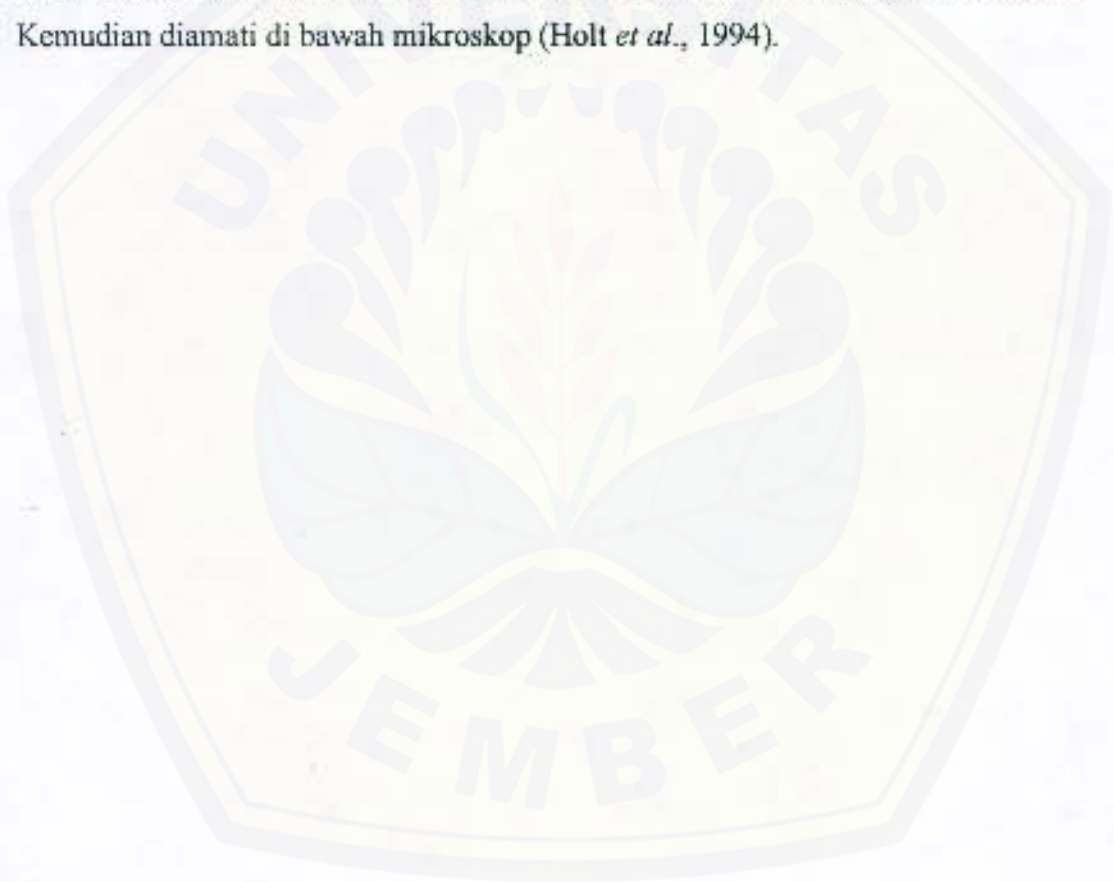 Kemudian diamati di bawah mikroskop (Holt et al., 1994).
UNIVERSITAS
JEMBER